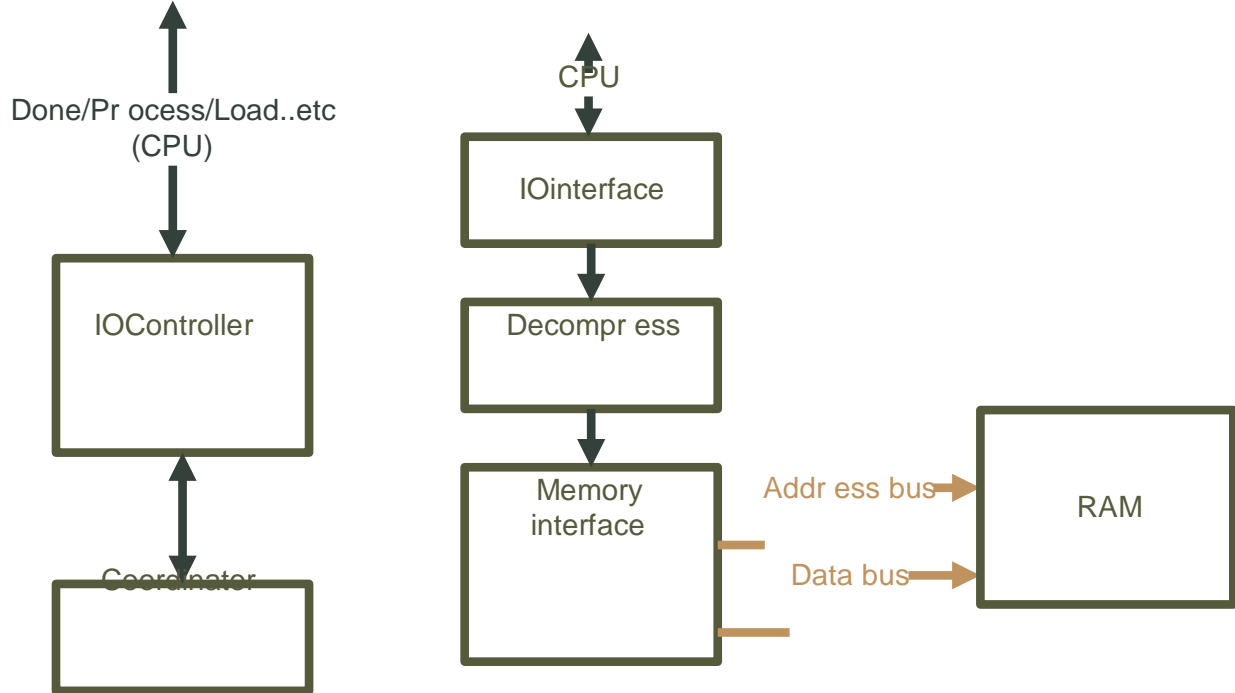 Done/Pr ocess/Load..etc
(CPU)
CPU
IOinterface
IOController
Decompr ess
Memory
interface
Addr ess bus
RAM
Data bus
Coordinator